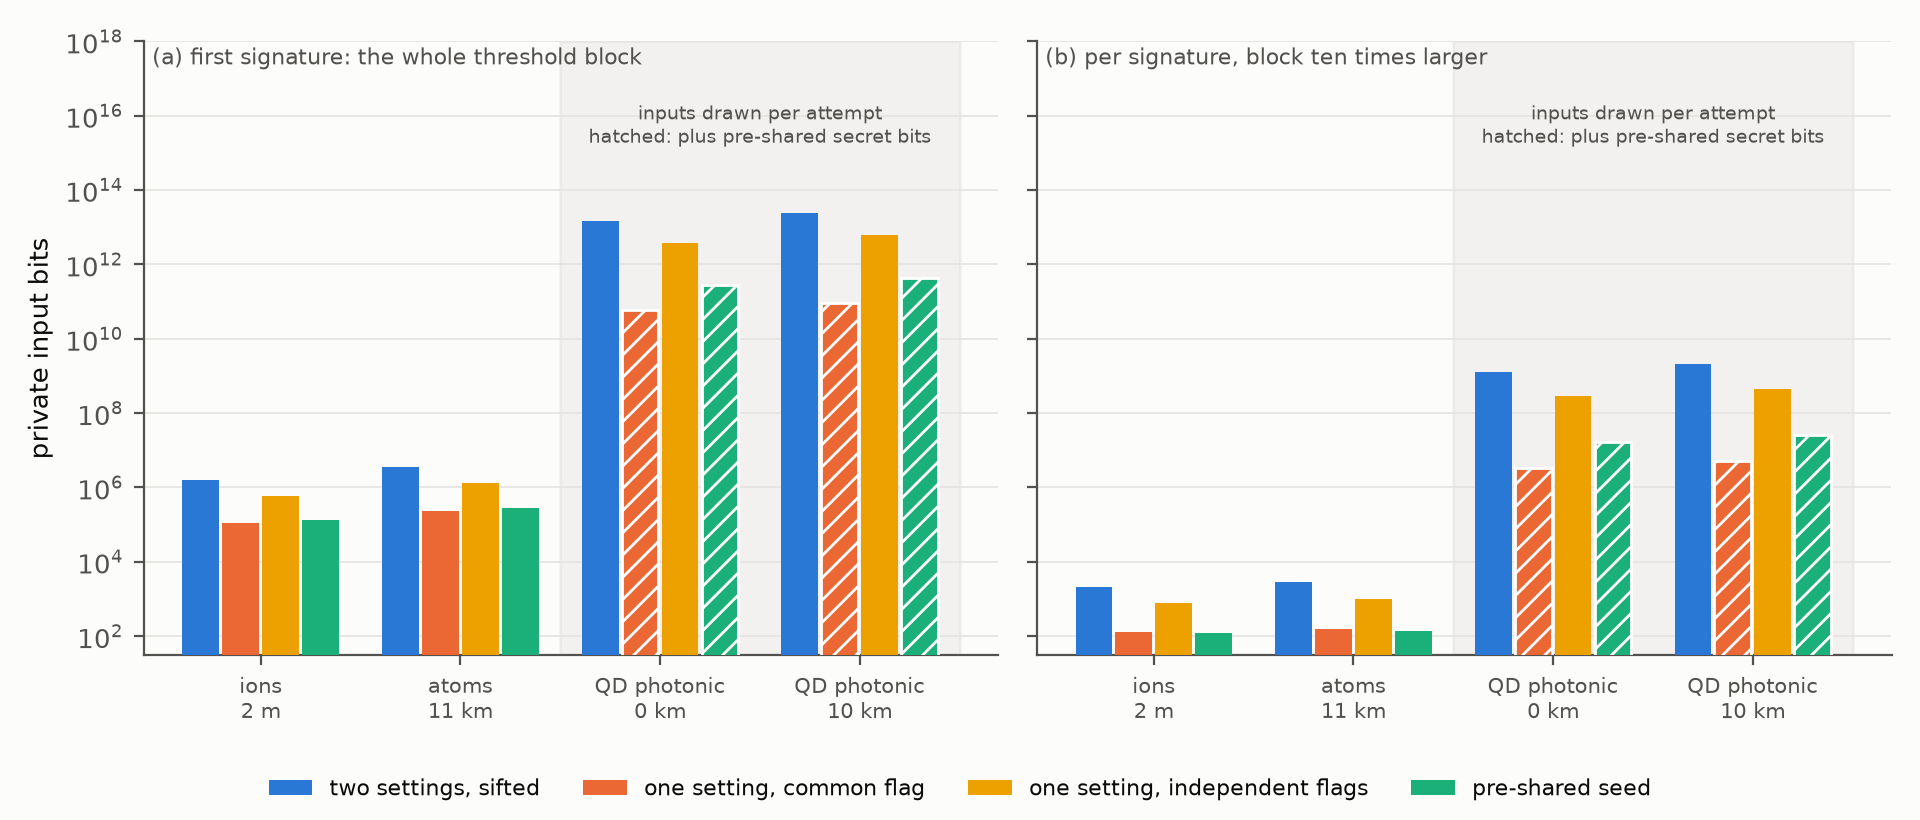 (a) first signature: the whole threshold block
inputs drawn per attempt
hatched: plus pre-shared secret bits
private input bits
10^18
10^16
10^14
10^12
10^10
10^8
10^6
10^4
10^2
ions
2 m
atoms
11 km
QD photonic
0 km
QD photonic
10 km
(b) per signature, block ten times larger
inputs drawn per attempt
hatched: plus pre-shared secret bits
ions
2 m
atoms
11 km
QD photonic
0 km
QD photonic
10 km
two settings, sifted
one setting, common flag
one setting, independent flags
pre-shared seed